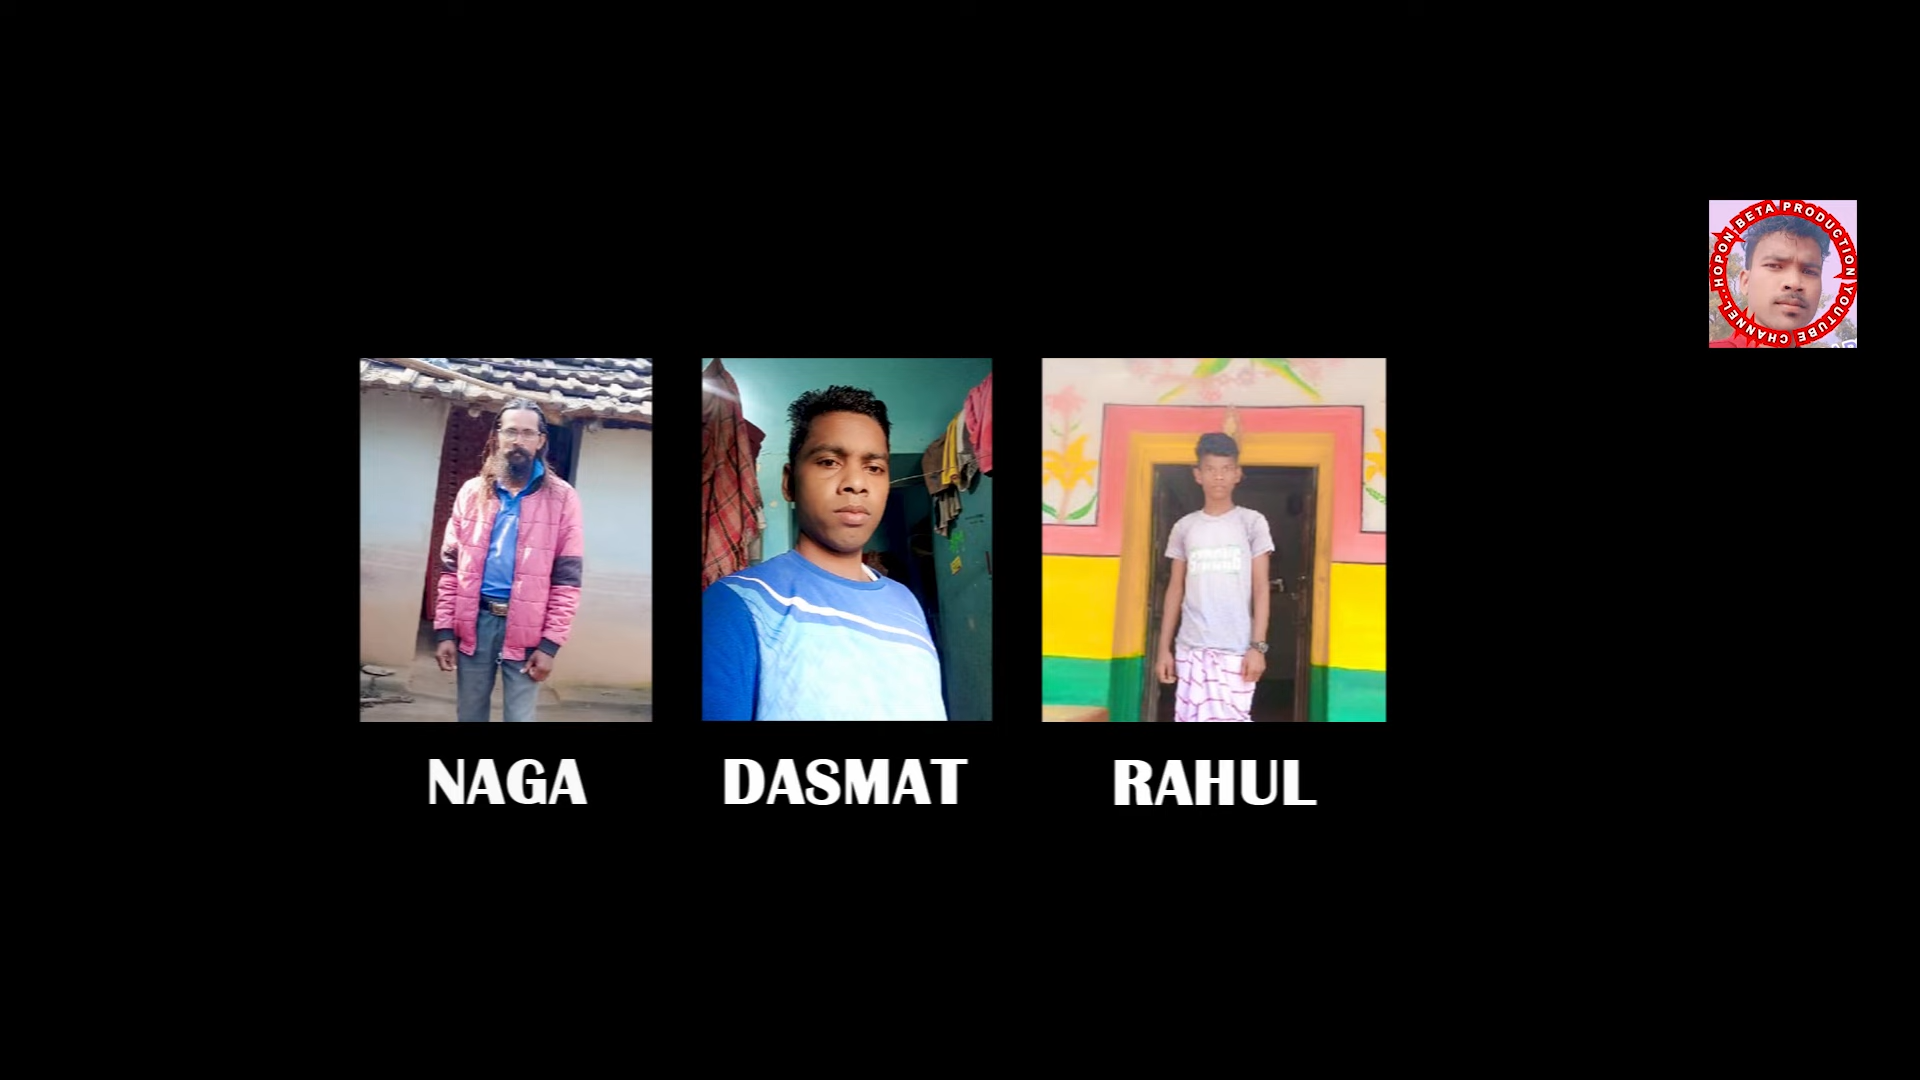 HOPON BETA PRODUCTION YOUTUBE CHANNEL
NAGA
DASMAT
RAHUL